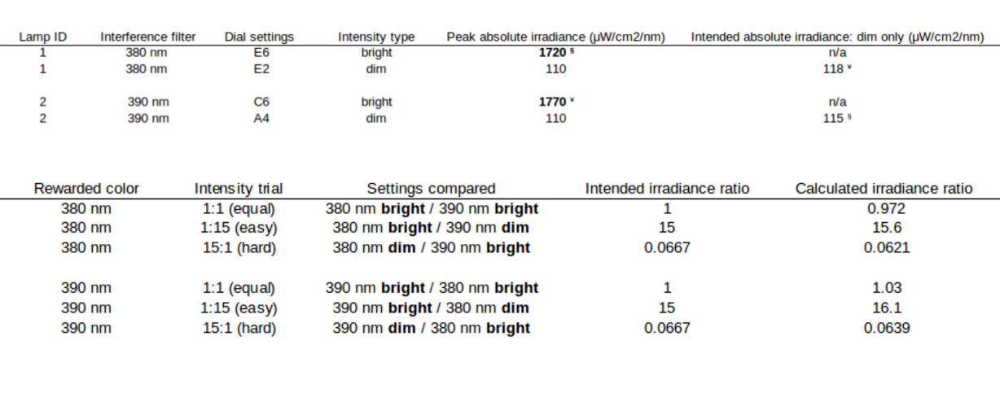 Lamp ID Interference filter Dial settings Intensity type Peak absolute irradiance (µW/cm2/nm) Intended absolute irradiance: dim only (µW/cm2/nm)
1 380 nm E6 bright 1720 § n/a
1 380 nm E2 dim 110 118 ¥
2 390 nm C6 bright 1770 ¥ n/a
2 390 nm A4 dim 110 115 §
Rewarded color Intensity trial Settings compared Intended irradiance ratio Calculated irradiance ratio
380 nm 1:1 (equal) 380 nm bright / 390 nm bright 1 0.972
380 nm 1:15 (easy) 380 nm bright / 390 nm dim 15 15.6
380 nm 15:1 (hard) 380 nm dim / 390 nm bright 0.0667 0.0621
390 nm 1:1 (equal) 390 nm bright / 380 nm bright 1 1.03
390 nm 1:15 (easy) 390 nm bright / 380 nm dim 15 16.1
390 nm 15:1 (hard) 390 nm dim / 380 nm bright 0.0667 0.0639